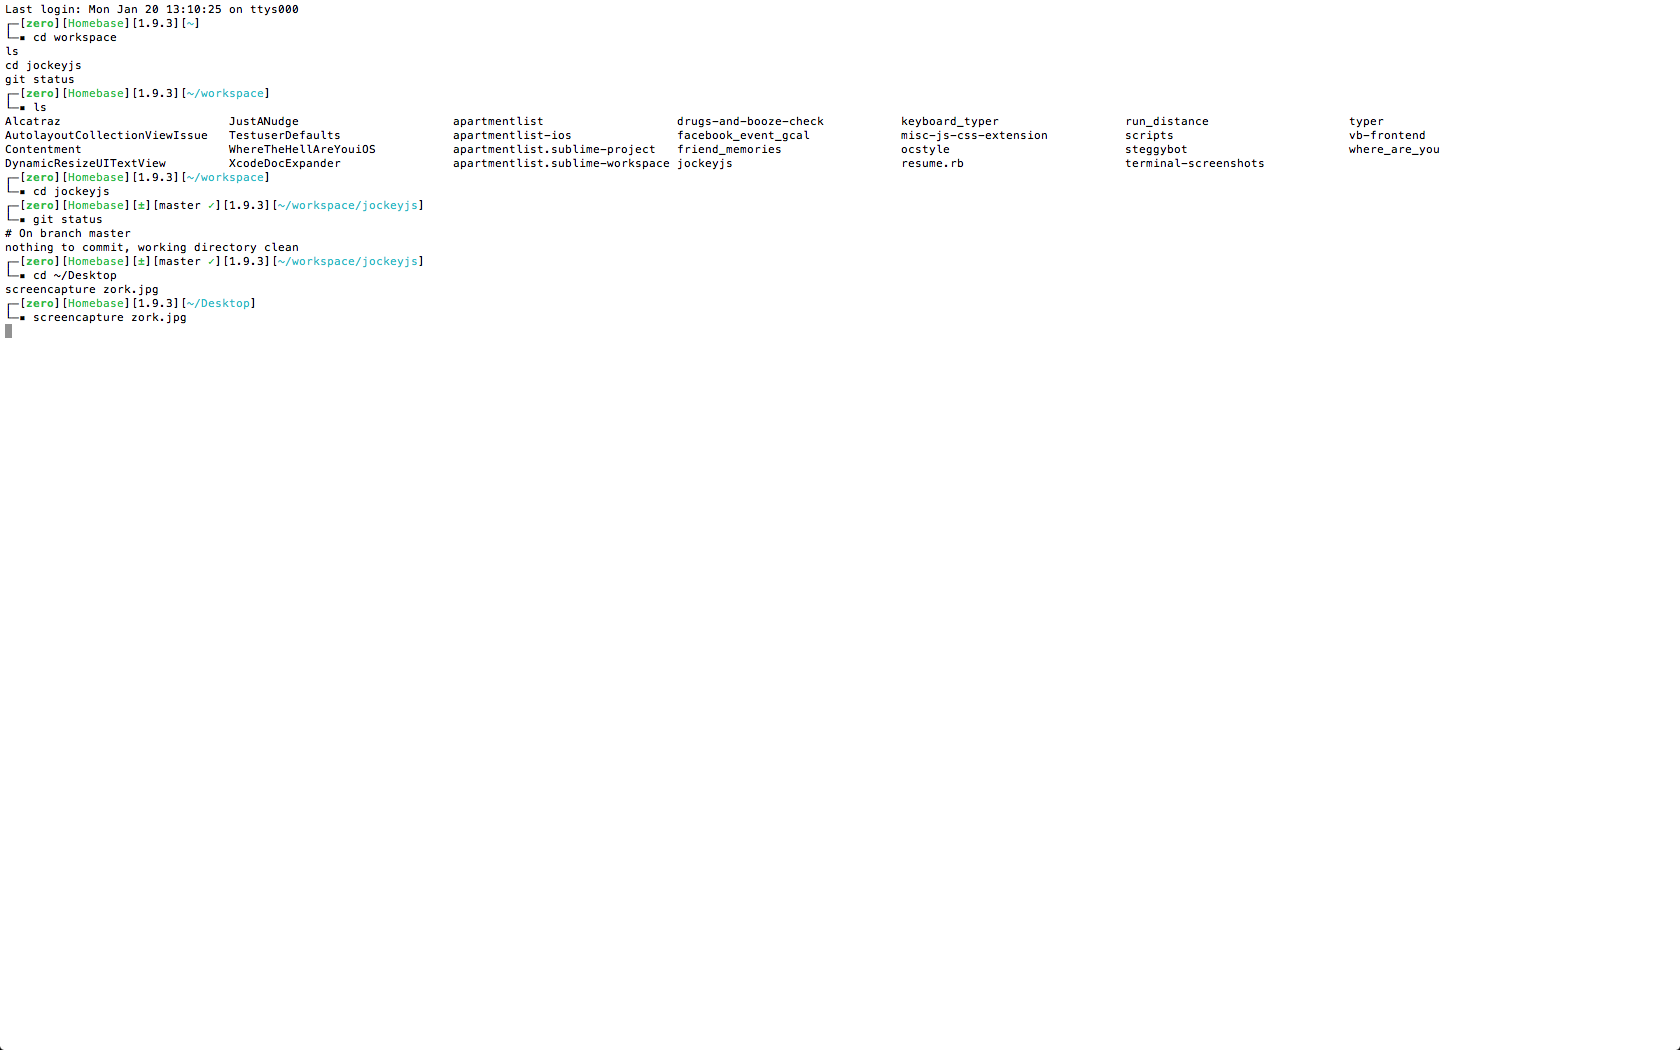 Last login: Mon Jan 20 13:10:25 on ttys000
┌─[zero][Homebase][1.9.3][~]
└─▪ cd workspace
ls
cd jockeyjs
git status
┌─[zero][Homebase][1.9.3][~/workspace]
└─▪ ls
Alcatraz JustANudge apartmentlist drugs-and-booze-check keyboard_typer run_distance typer
AutolayoutCollectionViewIssue TestuserDefaults apartmentlist-ios facebook_event_gcal misc-js-css-extension scripts vb-frontend
Contentment WhereTheHellAreYouiOS apartmentlist.sublime-project friend_memories ocstyle steggybot where_are_you
DynamicResizeUITextView XcodeDocExpander apartmentlist.sublime-workspace jockeyjs resume.rb terminal-screenshots
┌─[zero][Homebase][1.9.3][~/workspace]
└─▪ cd jockeyjs
┌─[zero][Homebase][±][master ✓][1.9.3][~/workspace/jockeyjs]
└─▪ git status
# On branch master
nothing to commit, working directory clean
┌─[zero][Homebase][±][master ✓][1.9.3][~/workspace/jockeyjs]
└─▪ cd ~/Desktop
screencapture zork.jpg
┌─[zero][Homebase][1.9.3][~/Desktop]
└─▪ screencapture zork.jpg